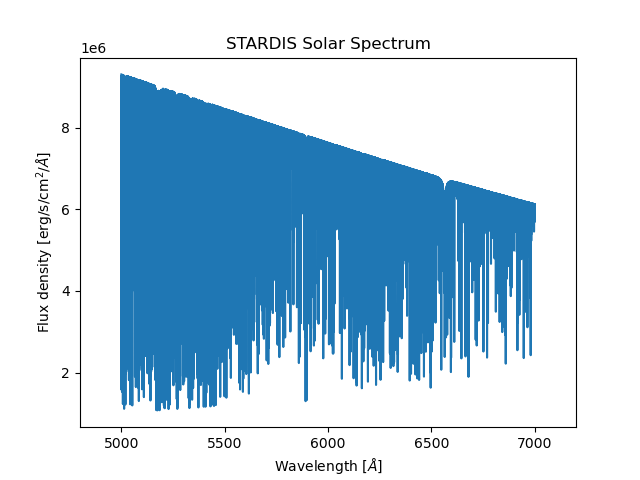 STARDIS Solar Spectrum
1e6
8
6
4
2
Flux density [erg/s/cm²/Å]
5000 5500 6000 6500 7000
Wavelength [Å]